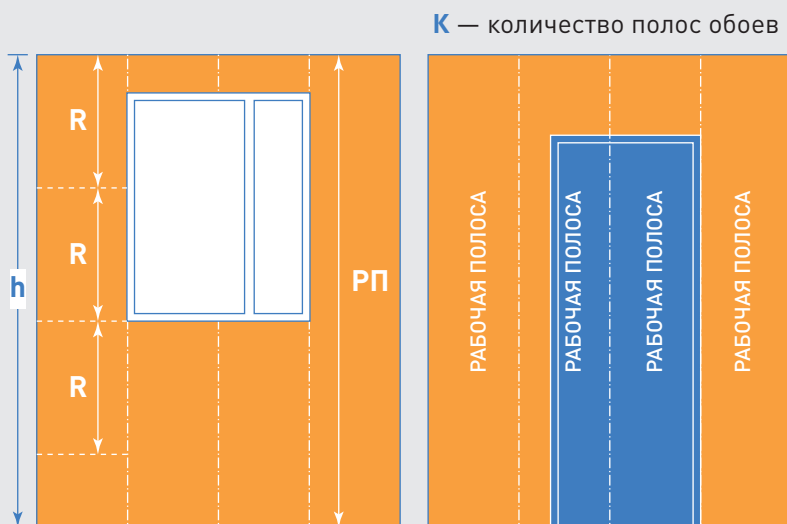 K — количество полос обоев
R
R
h
РП
R
РАБОЧАЯ ПОЛОСА
РАБОЧАЯ ПОЛОСА
РАБОЧАЯ ПОЛОСА
РАБОЧАЯ ПОЛОСА